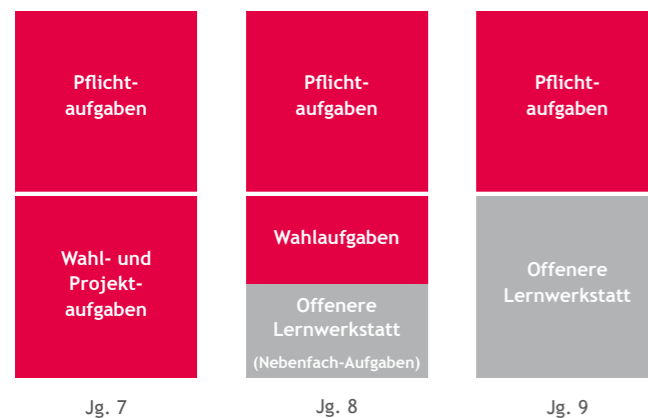 Pflicht-
aufgaben
Wahl- und
Projekt-
aufgaben
Jg. 7
Pflicht-
aufgaben
Wahlaufgaben
Offenere
Lernwerkstatt
(Nebenfach-Aufgaben)
Jg. 8
Pflicht-
aufgaben
Offenere
Lernwerkstatt
Jg. 9